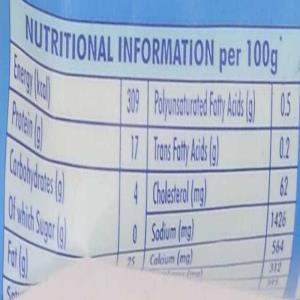 NUTRITIONAL INFORMATION per 100g*
Energy (kcal) 309
Protein (g) 17
Carbohydrates (g) 4
Of which Sugar (g) 0
Fat (g) 25
Polyunsaturated Fatty Acids (g) 0.5
Trans Fatty Acids (g) 0.2
Cholesterol (mg) 62
Sodium (mg) 1426
Calcium (mg) 564
312